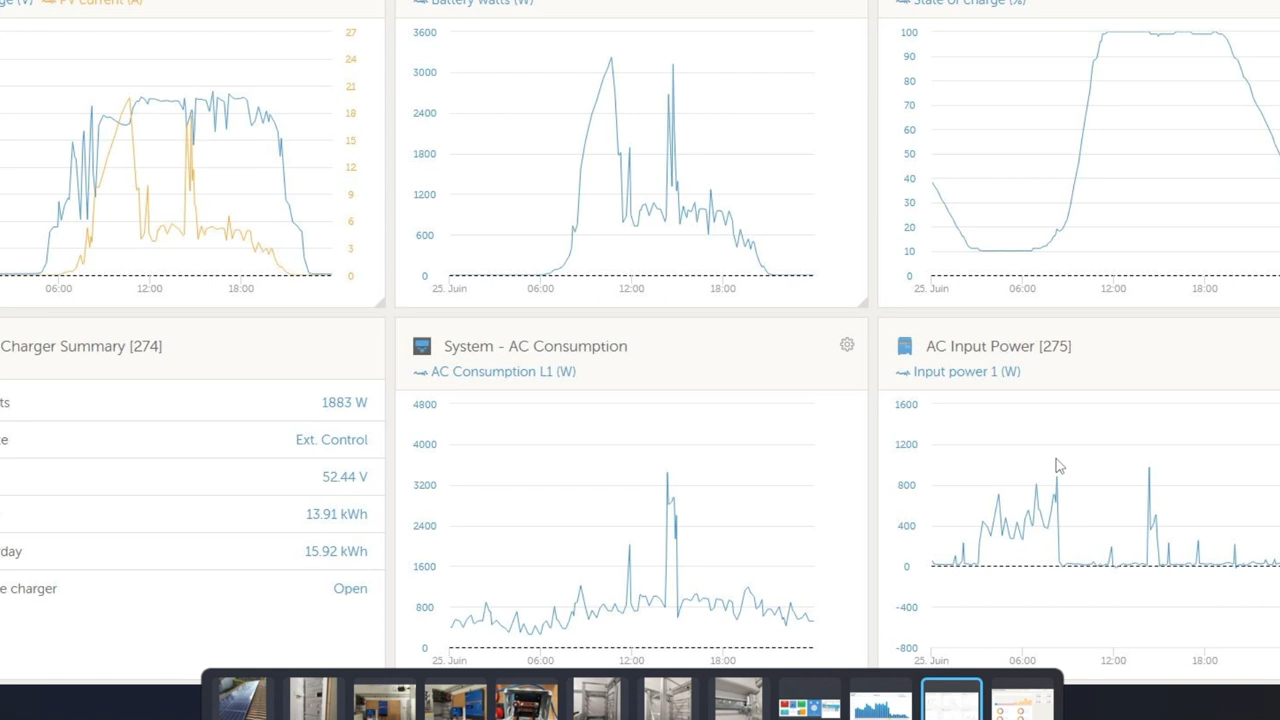 ge (V) PV Current (A)
27
24
21
18
15
12
9
6
3
0
06:00 12:00 18:00
Battery watts (W)
3600
3000
2400
1800
1200
600
0
25. Juin 06:00 12:00 18:00
State of charge (%)
100
90
80
70
60
50
40
30
20
10
0
25. Juin 06:00 12:00 18:00
Charger Summary [274]
ts 1883 W
e Ext. Control
52.44 V
13.91 kWh
day 15.92 kWh
e charger Open
System - AC Consumption
AC Consumption L1 (W)
4800
4000
3200
2400
1600
800
0
25. Juin 06:00 12:00 18:00
AC Input Power [275]
Input power 1 (W)
1600
1200
800
400
0
-400
-800
25. Juin 06:00 12:00 18:00